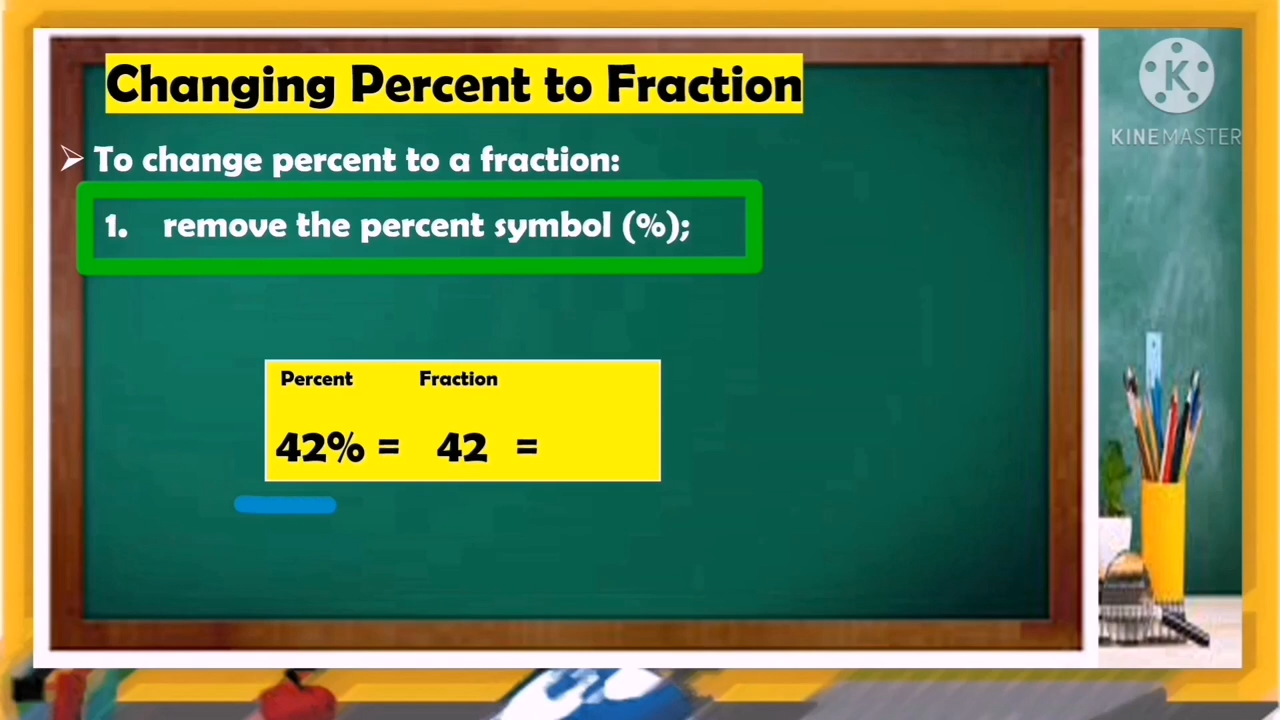 Changing Percent to Fraction
To change percent to a fraction:
1. remove the percent symbol (%);
Percent Fraction
42% = 42 =
K
KINEMASTER